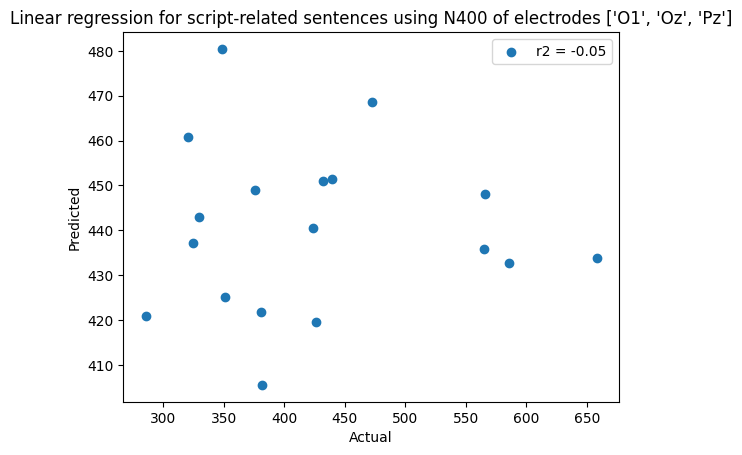 Linear regression for script-related sentences using N400 of electrodes ['O1', 'Oz', 'Pz']
r2 = -0.05
480
470
460
450
440
430
420
410
Predicted
300 350 400 450 500 550 600 650
Actual